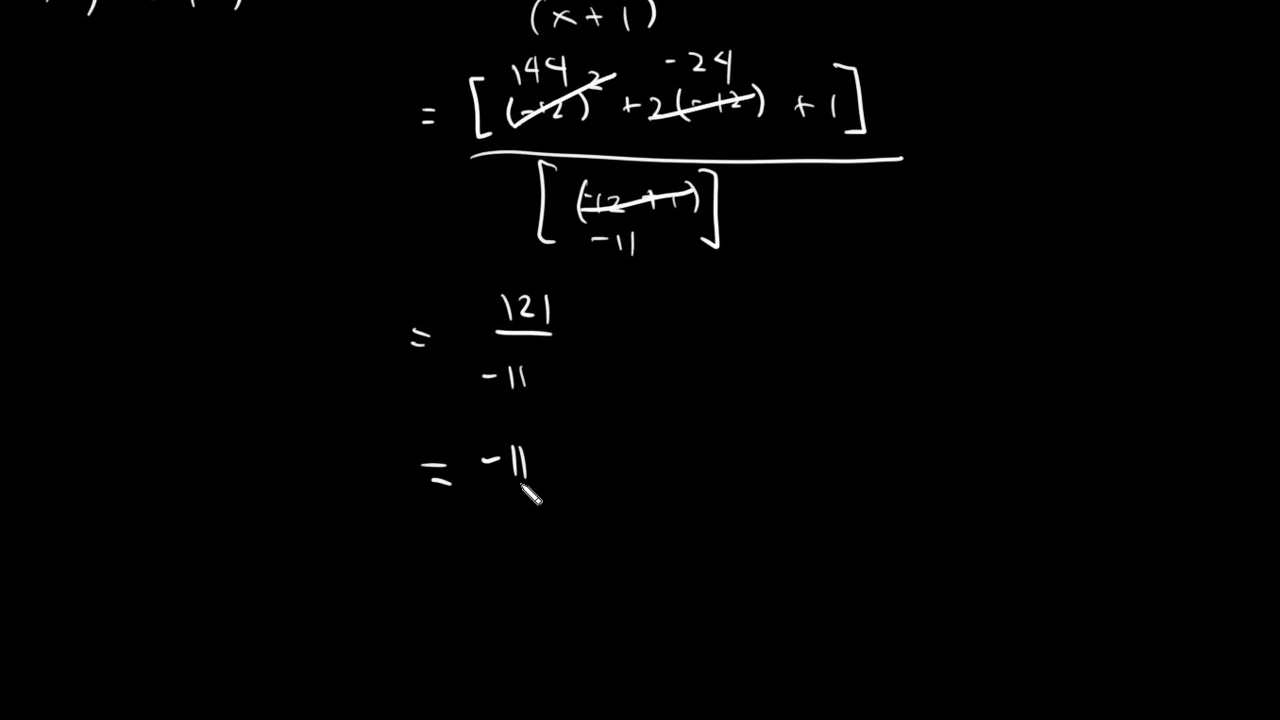 (x + 1)
144 -24
= [(-12)² + 2(-12) + 1]
[(-12 + 1)]
-11
121
=
-11
= -11